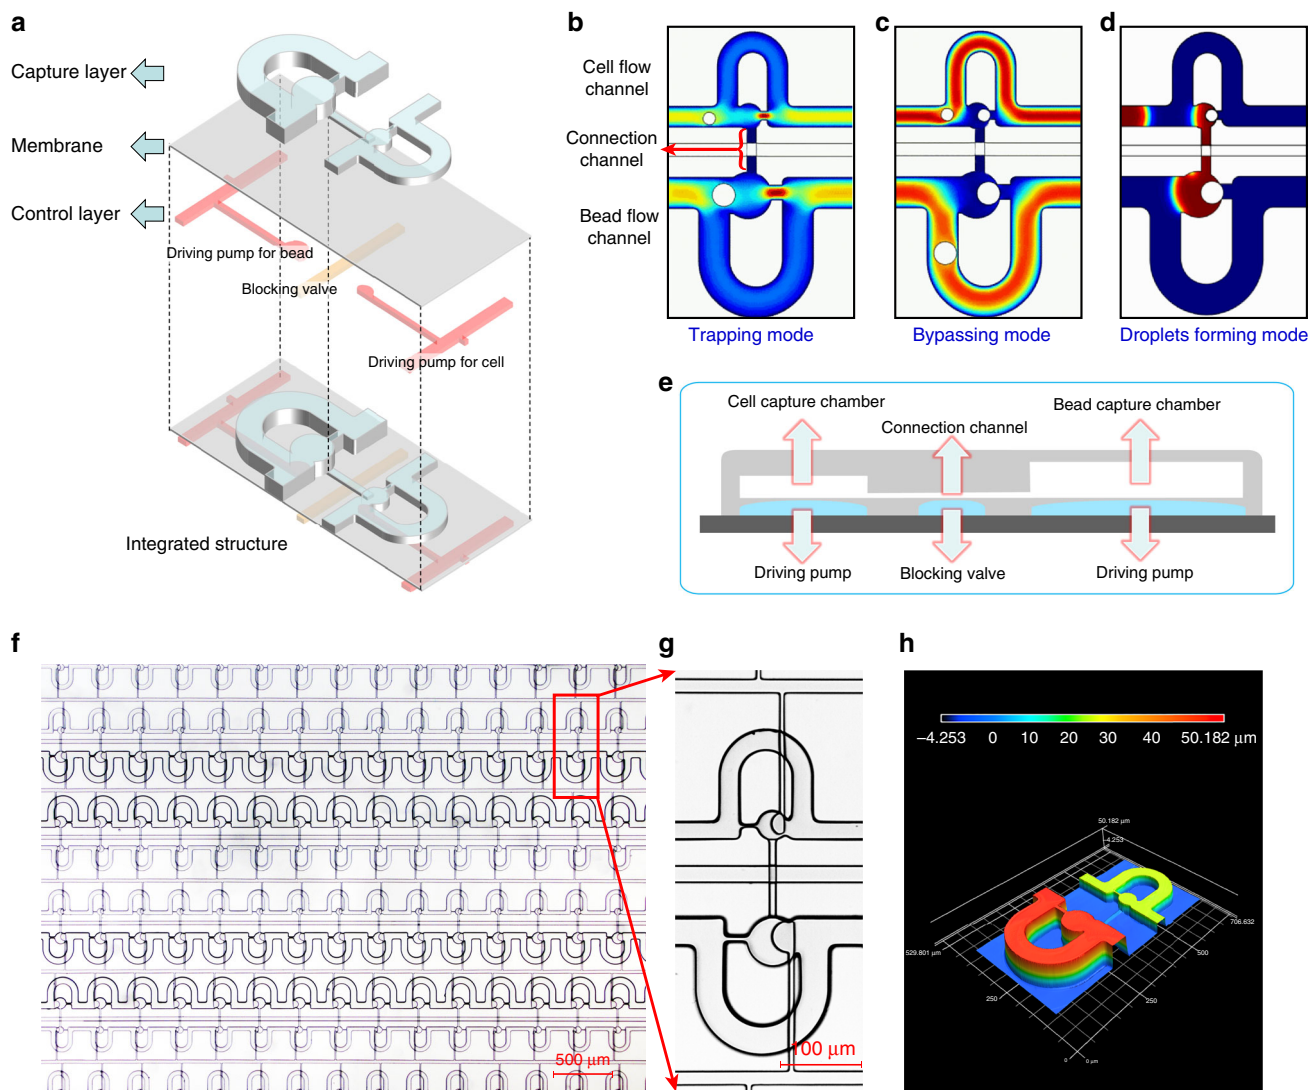 a
Capture layer
Membrane
Control layer
Driving pump for bead
Blocking valve
Driving pump for cell
Integrated structure
b
Cell flow
channel
Connection
channel
Bead flow
channel
Trapping mode
c
Bypassing mode
d
Droplets forming mode
e
Cell capture chamber
Connection channel
Bead capture chamber
Driving pump
Blocking valve
Driving pump
f
500 μm
g
100 μm
h
−4.253 0 10 20 30 40 50.182 μm
50.182 μm
-4.253
706.632
529.801 μm
500
250
250
0
0 μm